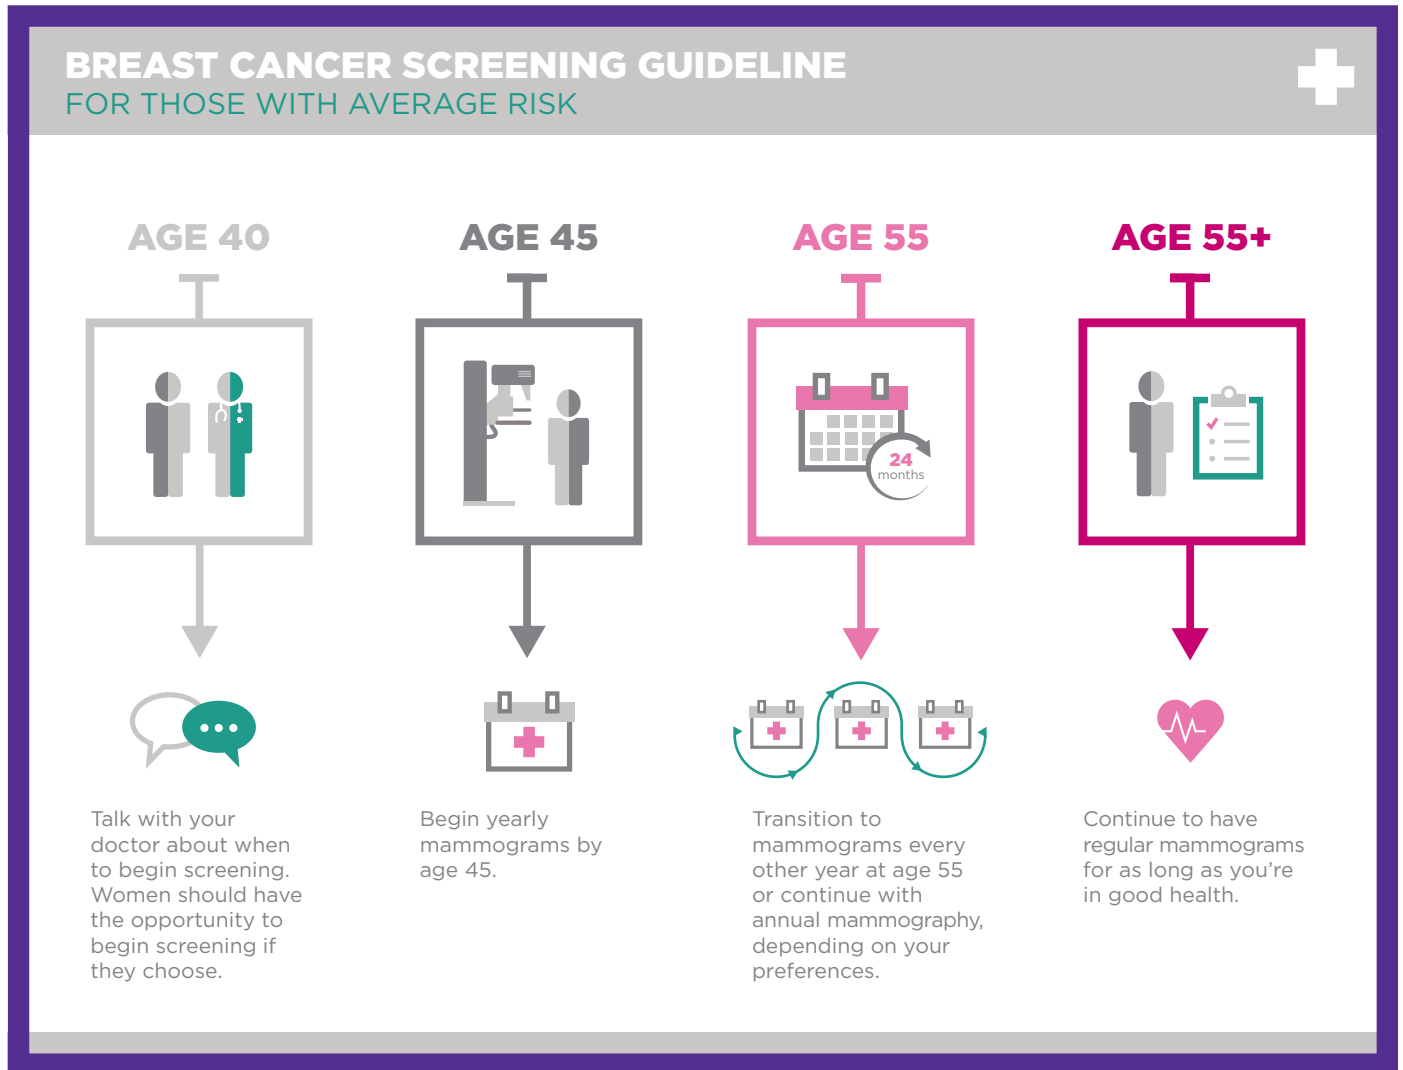 BREAST CANCER SCREENING GUIDELINE
FOR THOSE WITH AVERAGE RISK
AGE 40
Talk with your
doctor about when
to begin screening.
Women should have
the opportunity to
begin screening if
they choose.
AGE 45
Begin yearly
mammograms by
age 45.
AGE 55
24
months
Transition to
mammograms every
other year at age 55
or continue with
annual mammography,
depending on your
preferences.
AGE 55+
Continue to have
regular mammograms
for as long as you're
in good health.